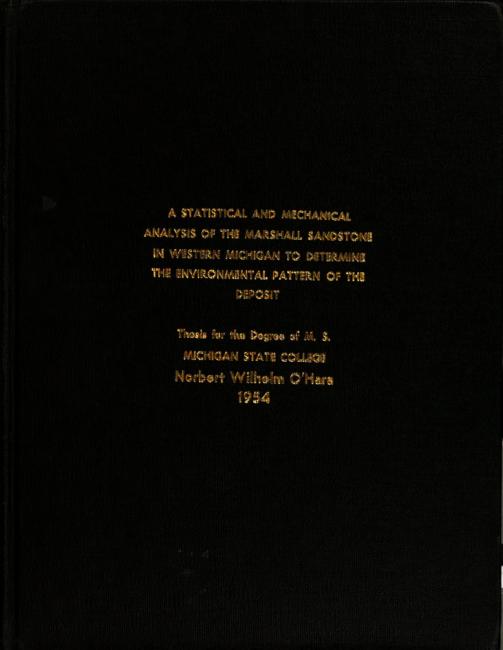 A STATISTICAL AND MECHANICAL
ANALYSIS OF THE MARSHALL SANDSTONE
IN WESTERN MICHIGAN TO DETERMINE
THE ENVIRONMENTAL PATTERN OF THE
DEPOSIT
Thesis for the Degree of M. S.
MICHIGAN STATE COLLEGE
Norbert Wilhelm O'Hara
1954